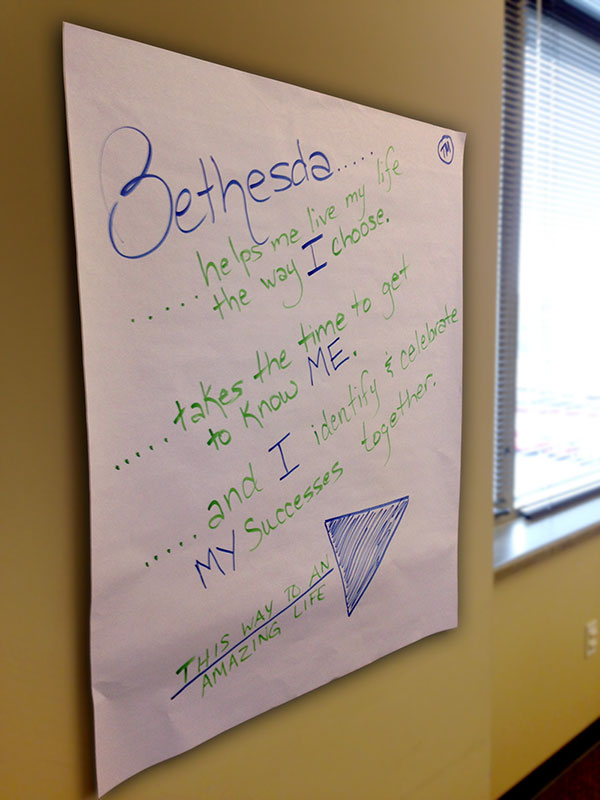 TM
Bethesda.....
.....helps me live my life
the way I choose.
.....takes the time to get
to know ME.
.....and I identify & celebrate
MY successes together.
THIS WAY TO AN
AMAZING LIFE